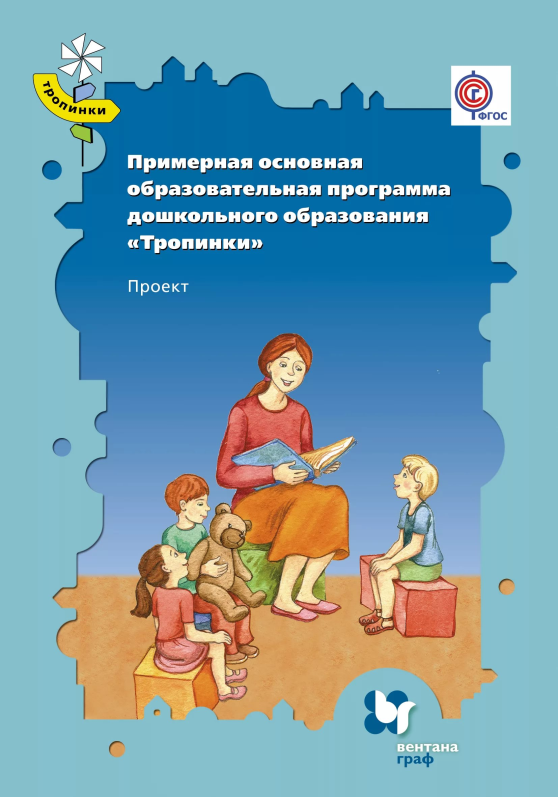 тропинки
ФГОС
Примерная основная
образовательная программа
дошкольного образования
«Тропинки»
Проект
вентана
граф